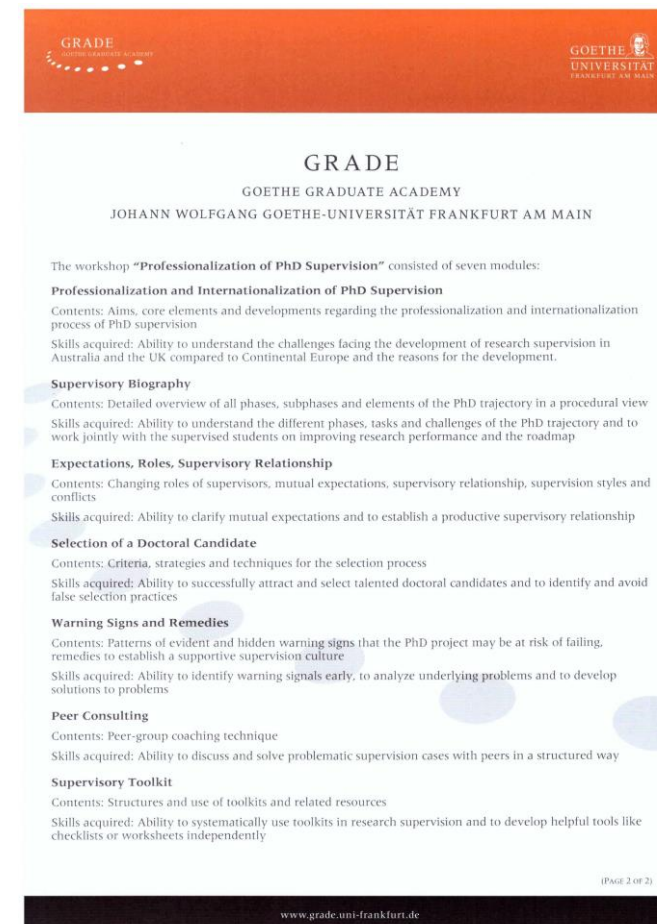 GRADE
GOETHE GRADUATE ACADEMY
GOETHE
UNIVERSITÄT
FRANKFURT AM MAIN
GRADE
GOETHE GRADUATE ACADEMY
JOHANN WOLFGANG GOETHE-UNIVERSITÄT FRANKFURT AM MAIN
The workshop "Professionalization of PhD Supervision" consisted of seven modules:
Professionalization and Internationalization of PhD Supervision
Contents: Aims, core elements and developments regarding the professionalization and internationalization
process of PhD supervision
Skills acquired: Ability to understand the challenges facing the development of research supervision in
Australia and the UK compared to Continental Europe and the reasons for the development.
Supervisory Biography
Contents: Detailed overview of all phases, subphases and elements of the PhD trajectory in a procedural view
Skills acquired: Ability to understand the different phases, tasks and challenges of the PhD trajectory and to
work jointly with the supervised students on improving research performance and the roadmap
Expectations, Roles, Supervisory Relationship
Contents: Changing roles of supervisors, mutual expectations, supervisory relationship, supervision styles and
conflicts
Skills acquired: Ability to clarify mutual expectations and to establish a productive supervisory relationship
Selection of a Doctoral Candidate
Contents: Criteria, strategies and techniques for the selection process
Skills acquired: Ability to successfully attract and select talented doctoral candidates and to identify and avoid
false selection practices
Warning Signs and Remedies
Contents: Patterns of evident and hidden warning signs that the PhD project may be at risk of failing,
remedies to establish a supportive supervision culture
Skills acquired: Ability to identify warning signals early, to analyze underlying problems and to develop
solutions to problems
Peer Consulting
Contents: Peer-group coaching technique
Skills acquired: Ability to discuss and solve problematic supervision cases with peers in a structured way
Supervisory Toolkit
Contents: Structures and use of toolkits and related resources
Skills acquired: Ability to systematically use toolkits in research supervision and to develop helpful tools like
checklists or worksheets independently
(PAGE 2 OF 2)
www.grade.uni-frankfurt.de